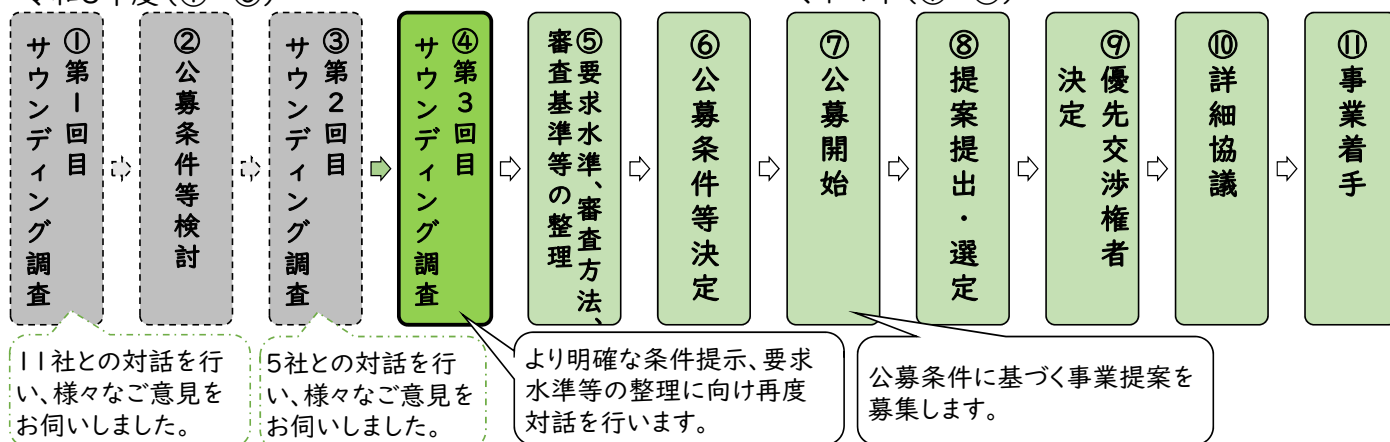 ①第1回目
サウンディング調査
②公募条件等検討
③第2回目
サウンディング調査
④第3回目
サウンディング調査
⑤要求水準、審査方法、
審査基準等の整理
⑥公募条件等決定
⑦公募開始
⑧提案提出・選定
⑨優先交渉権者
決定
⑩詳細協議
⑪事業着手
11社との対話を行
い、様々なご意見を
お伺いしました。
5社との対話を行
い、様々なご意見を
お伺いしました。
より明確な条件提示、要求
水準等の整理に向け再度
対話を行います。
公募条件に基づく事業提案を
募集します。